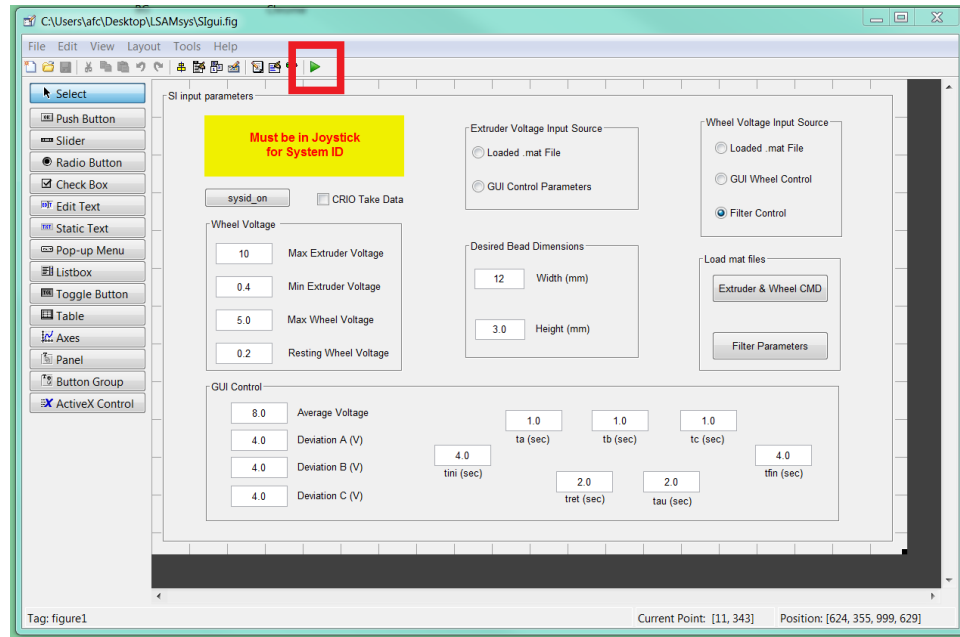 C:\Users\afc\Desktop\LSAMsys\SIgui.fig
File Edit View Layout Tools Help
Select
Push Button
Slider
Radio Button
Check Box
Edit Text
Static Text
Pop-up Menu
Listbox
Toggle Button
Table
Axes
Panel
Button Group
ActiveX Control
SI input parameters
Must be in Joystick
for System ID
sysid_on
CRIO Take Data
Extruder Voltage Input Source
Loaded .mat File
GUI Control Parameters
Wheel Voltage Input Source
Loaded .mat File
GUI Wheel Control
Filter Control
Wheel Voltage
10 Max Extruder Voltage
0.4 Min Extruder Voltage
5.0 Max Wheel Voltage
0.2 Resting Wheel Voltage
Desired Bead Dimensions
12 Width (mm)
3.0 Height (mm)
Load mat files
Extruder & Wheel CMD
Filter Parameters
GUI Control
8.0 Average Voltage
4.0 Deviation A (V)
4.0 Deviation B (V)
4.0 Deviation C (V)
4.0
tini (sec)
1.0
ta (sec)
1.0
tb (sec)
1.0
tc (sec)
2.0
tret (sec)
2.0
tau (sec)
4.0
tfin (sec)
Tag: figure1
Current Point: [11, 343]
Position: [624, 355, 999, 629]